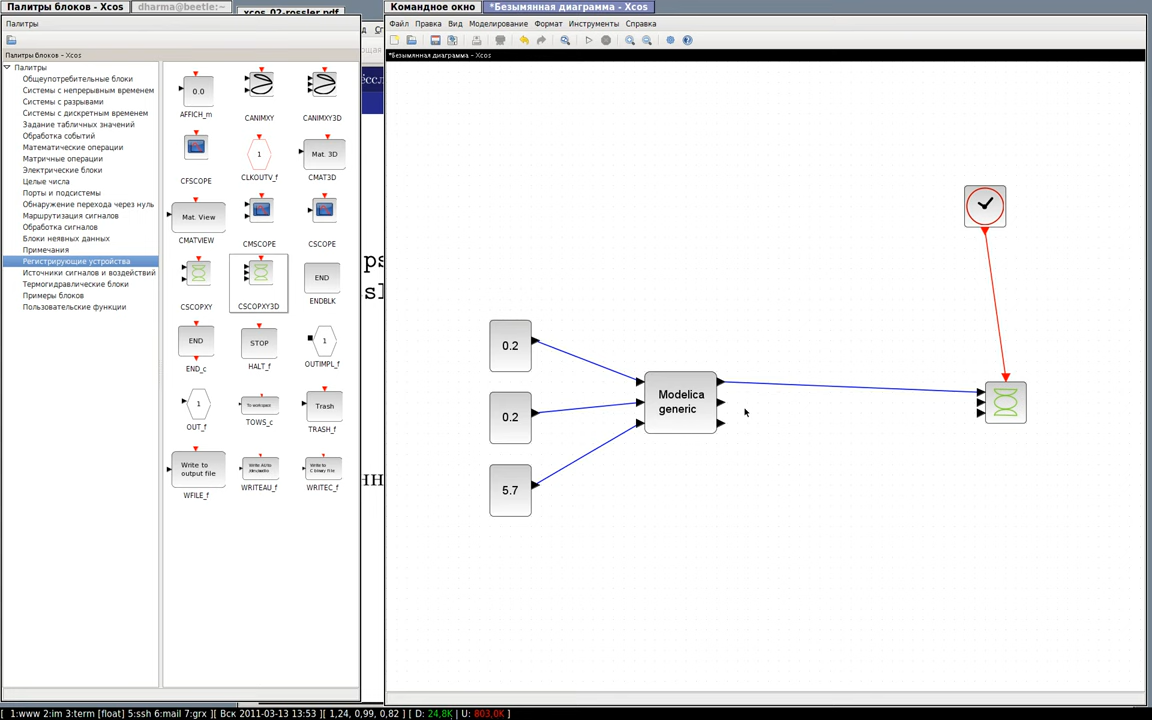 Палитры блоков - Xcos
dharma@beetle:~
xcos_02-rossler.pdf
Командное окно
*Безымянная диаграмма - Xcos
Палитры
Файл Правка Вид Моделирование Формат Инструменты Справка
Палитры блоков - Xcos
*Безымянная диаграмма - Xcos
Палитры
Общеупотребительные блоки
Системы с непрерывным временем
Системы с разрывами
Системы с дискретным временем
Задание табличных значений
Обработка событий
Математические операции
Матричные операции
Электрические блоки
Целые числа
Порты и подсистемы
Обнаружение перехода через нуль
Маршрутизация сигналов
Обработка сигналов
Блоки неявных данных
Примечания
Регистрирующие устройства
Источники сигналов и воздействий
Термогидравлические блоки
Примеры блоков
Пользовательские функции
0.0
AFFICH_m CANIMXY CANIMXY3D
1 Mat. 3D
CFSCOPE CLKOUTV_f CMAT3D
Mat. View
CMATVIEW CMSCOPE CSCOPE
END
CSCOPXY CSCOPXY3D ENDBLK
END STOP 1
END_c HALT_f OUTIMPL_f
1 To workspace Trash
OUT_f TOWS_c TRASH_f
Write to
output file
WFILE_f WRITEAU_f WRITEC_f
0.2
0.2
5.7
Modelica
generic
[ 1:www 2:im 3:term [float] 5:ssh 6:mail 7:grx ][ Вск 2011-03-13 13:53 ][ 1,24, 0,99, 0,82 ][ D: 24,8K | U: 803,0K ]